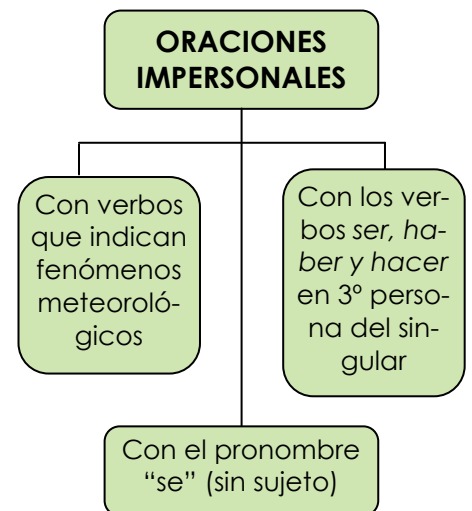 ORACIONES
IMPERSONALES
Con verbos
que indican
fenómenos
meteoroló-
gicos
Con los ver-
bos ser, ha-
ber y hacer
en 3º perso-
na del sin-
gular
Con el pronombre
“se” (sin sujeto)